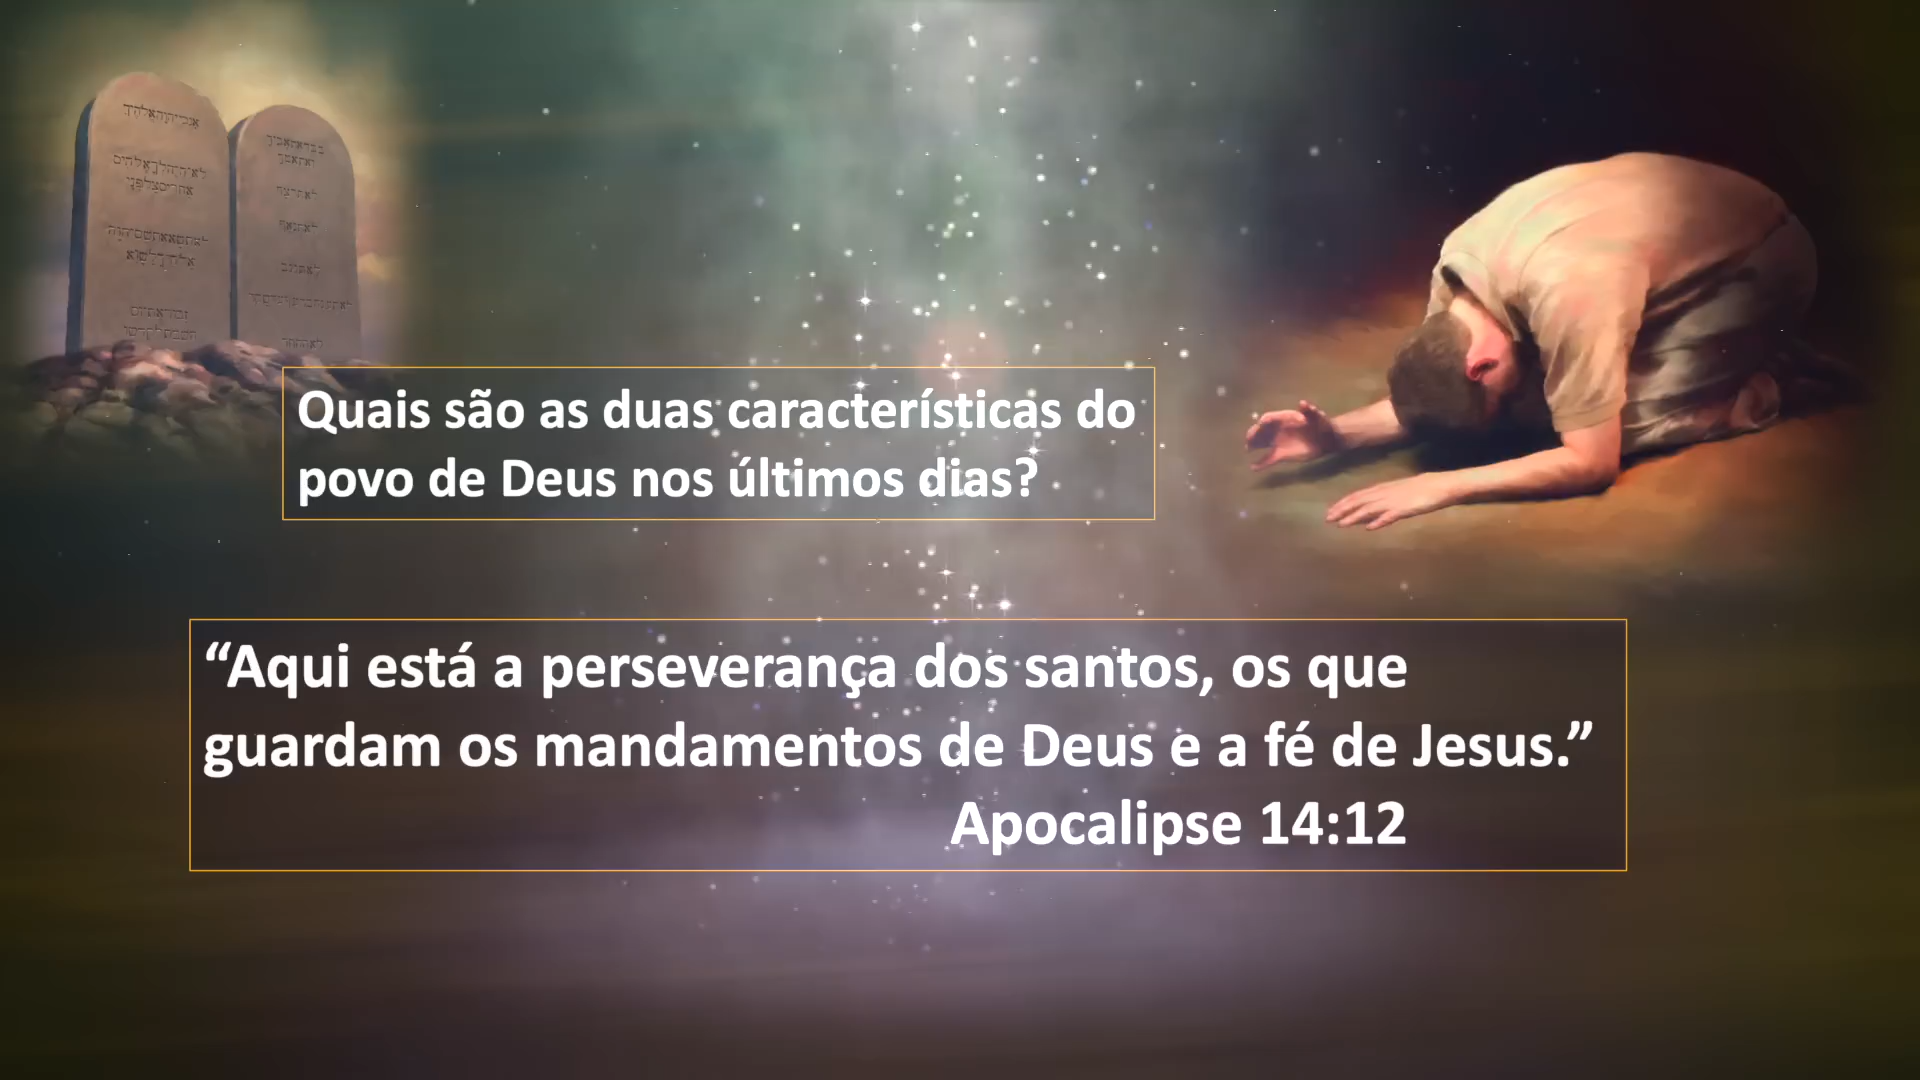 Quais são as duas características do
povo de Deus nos últimos dias?
“Aqui está a perseverança dos santos, os que
guardam os mandamentos de Deus e a fé de Jesus.”
Apocalipse 14:12